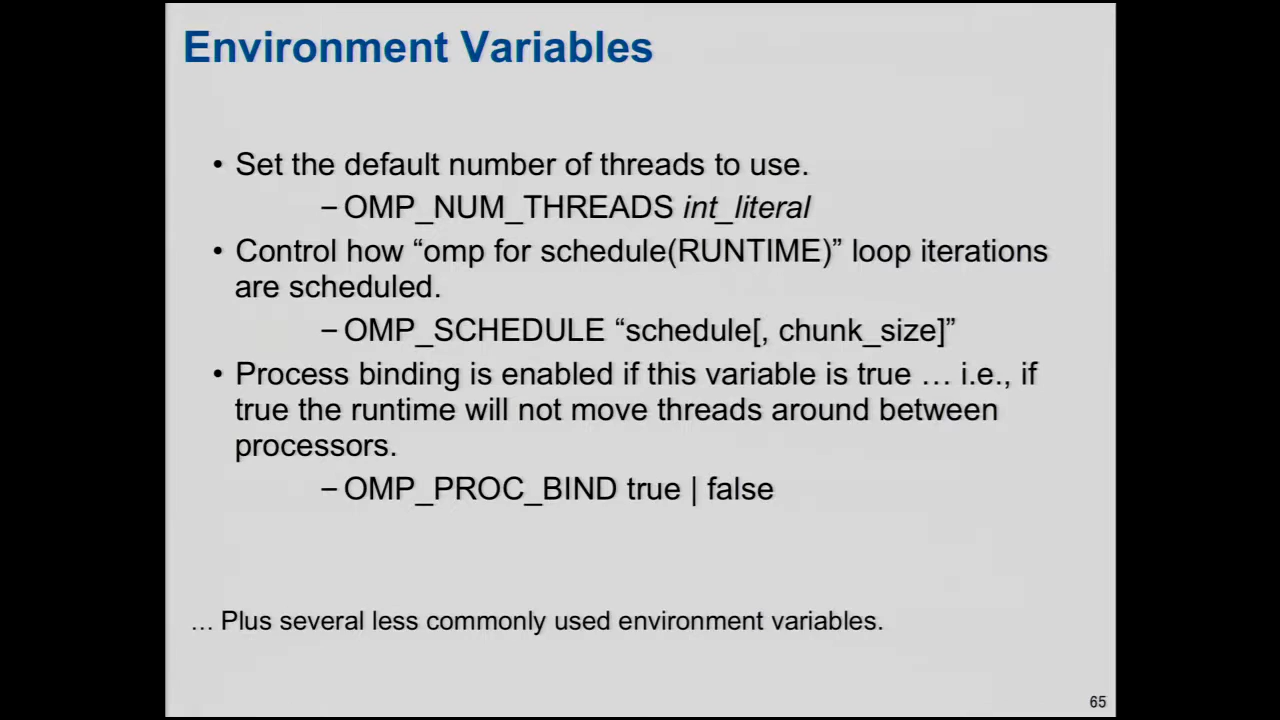 Environment Variables
• Set the default number of threads to use.
– OMP_NUM_THREADS int_literal
• Control how “omp for schedule(RUNTIME)” loop iterations
are scheduled.
– OMP_SCHEDULE “schedule[, chunk_size]”
• Process binding is enabled if this variable is true … i.e., if
true the runtime will not move threads around between
processors.
– OMP_PROC_BIND true | false
… Plus several less commonly used environment variables.
65